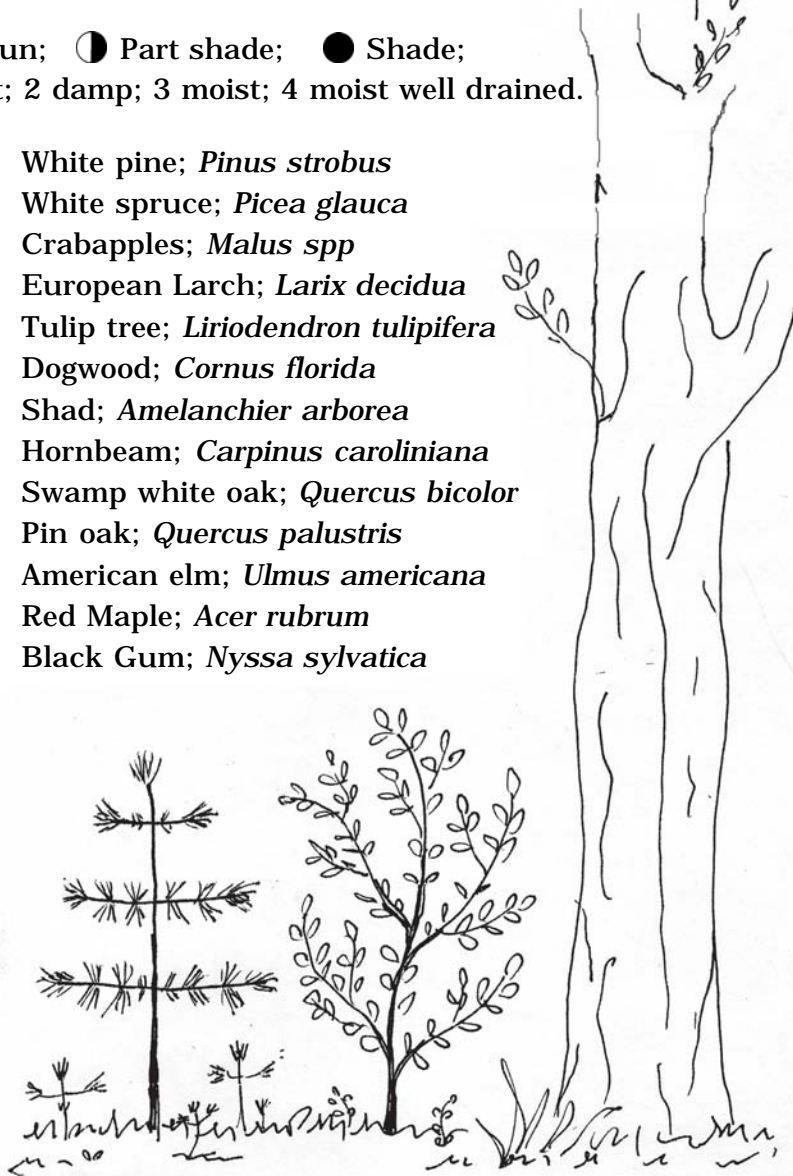 un; ◑ Part shade; ● Shade;
; 2 damp; 3 moist; 4 moist well drained.
White pine; Pinus strobus
White spruce; Picea glauca
Crabapples; Malus spp
European Larch; Larix decidua
Tulip tree; Liriodendron tulipifera
Dogwood; Cornus florida
Shad; Amelanchier arborea
Hornbeam; Carpinus caroliniana
Swamp white oak; Quercus bicolor
Pin oak; Quercus palustris
American elm; Ulmus americana
Red Maple; Acer rubrum
Black Gum; Nyssa sylvatica